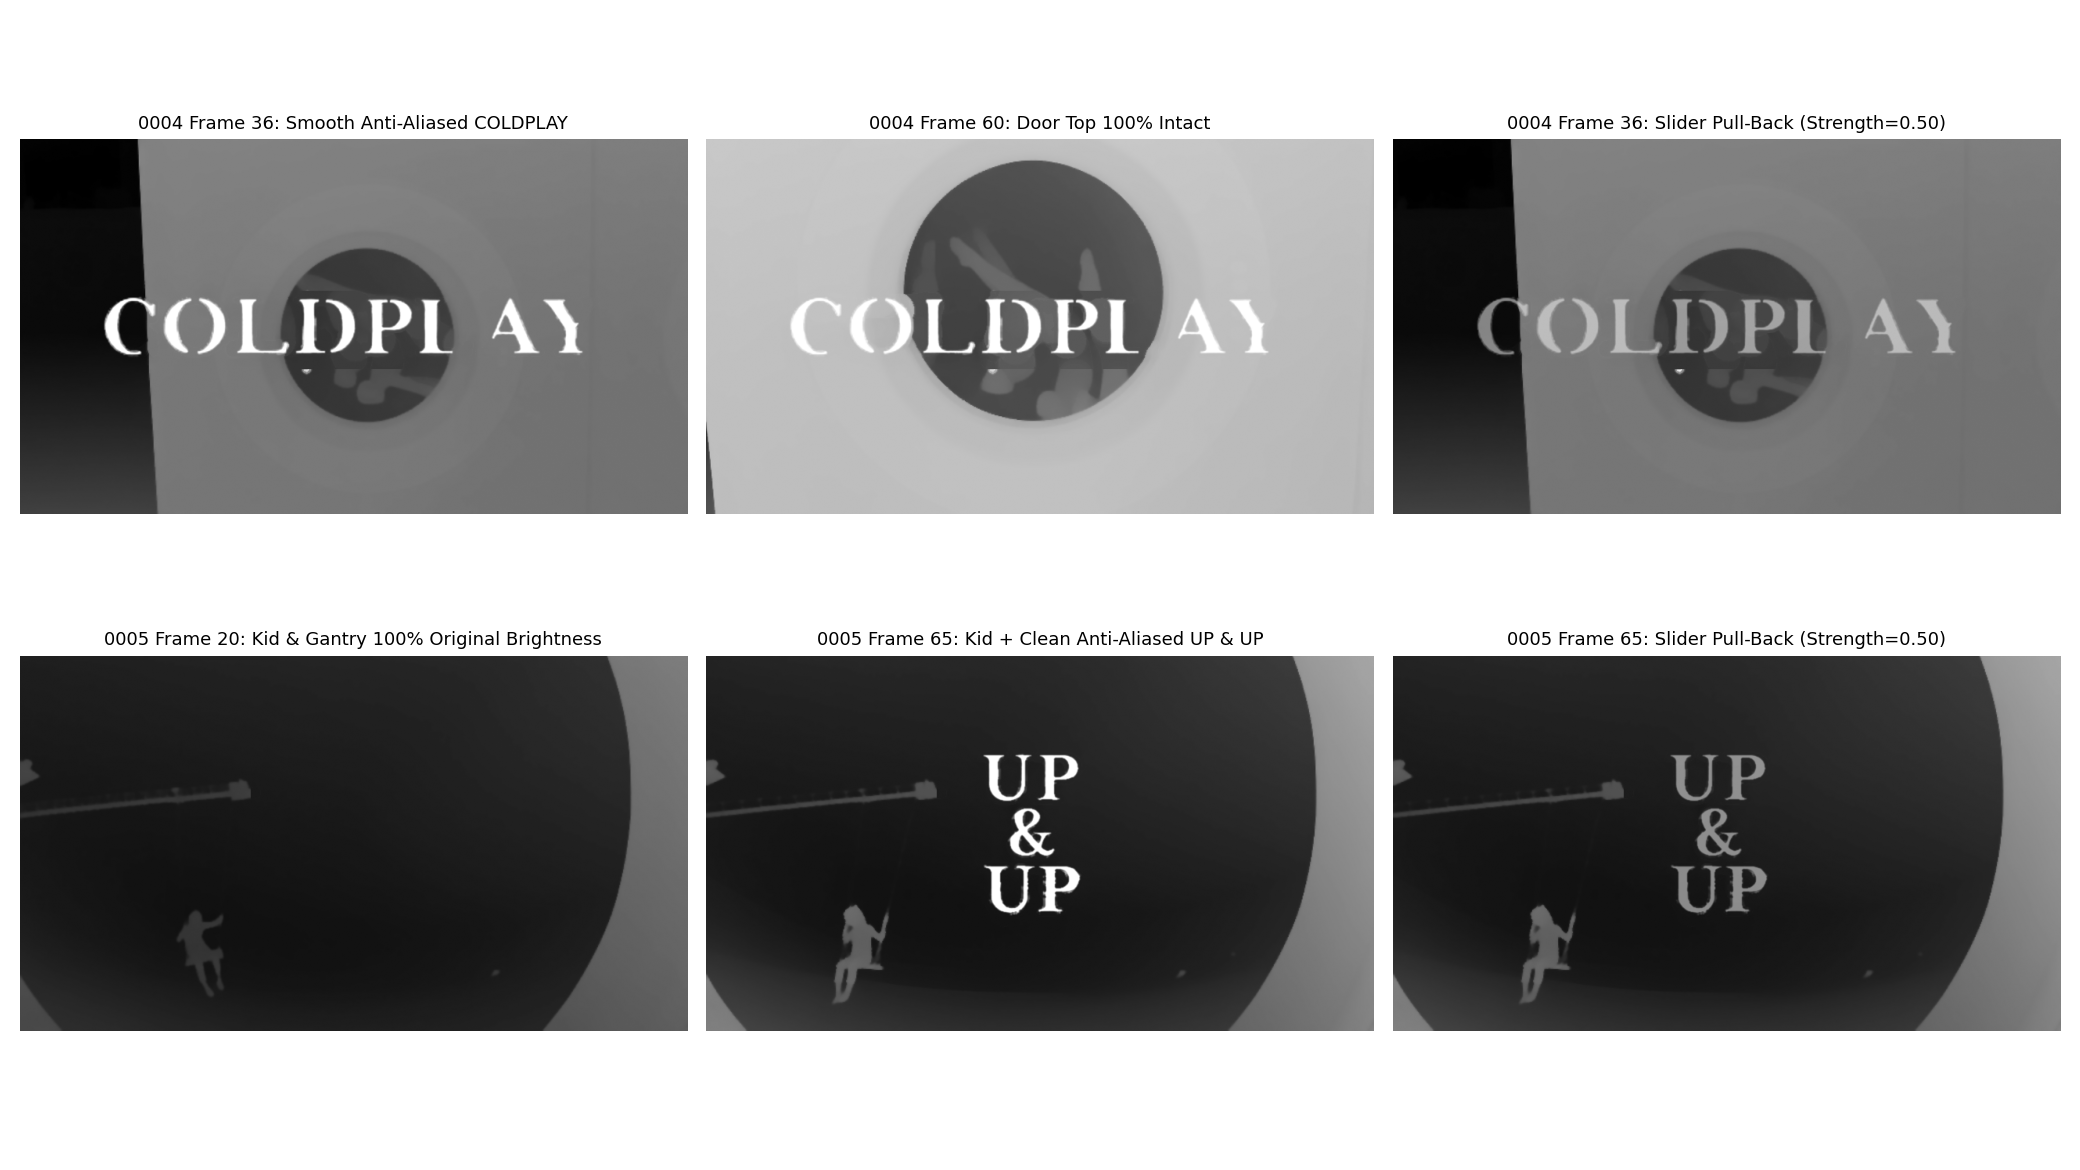 0004 Frame 36: Smooth Anti-Aliased COLDPLAY
0004 Frame 60: Door Top 100% Intact
0004 Frame 36: Slider Pull-Back (Strength=0.50)
COLDPL AY
COLDPL AY
COLDPL AY
0005 Frame 20: Kid & Gantry 100% Original Brightness
0005 Frame 65: Kid + Clean Anti-Aliased UP & UP
0005 Frame 65: Slider Pull-Back (Strength=0.50)
UP
&
UP
UP
&
UP